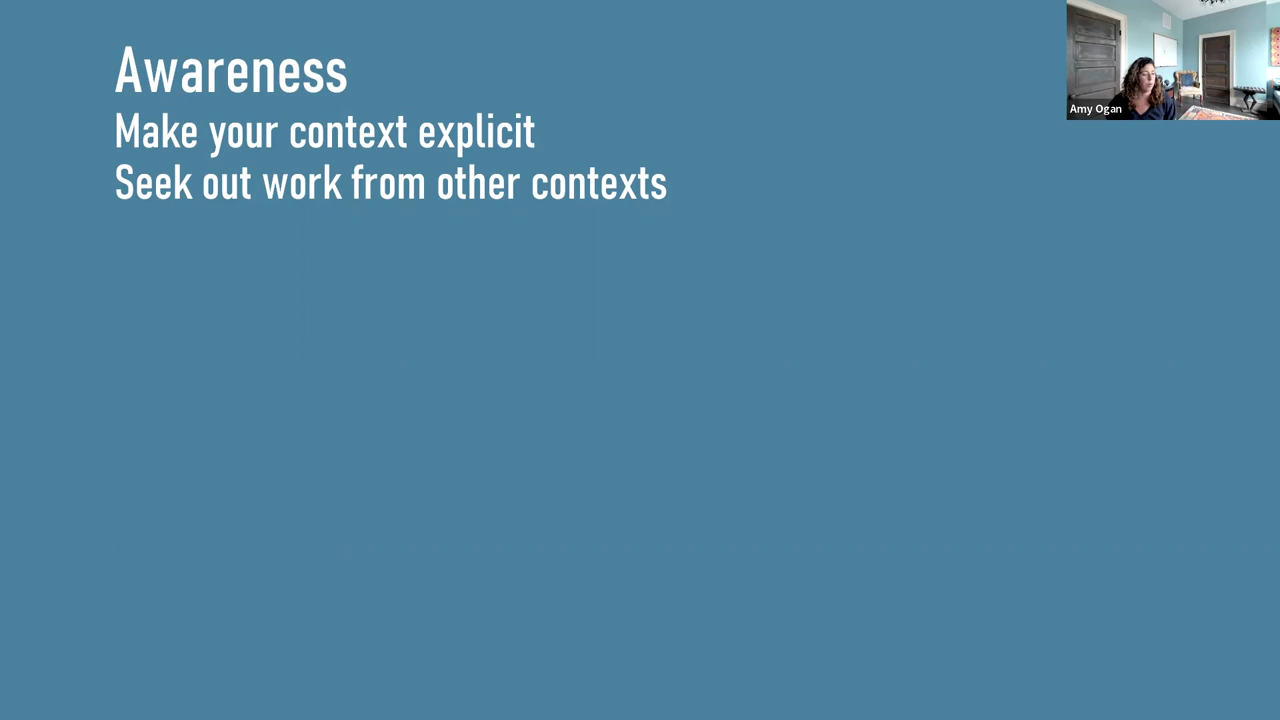 Awareness
Make your context explicit
Seek out work from other contexts
Amy Ogan